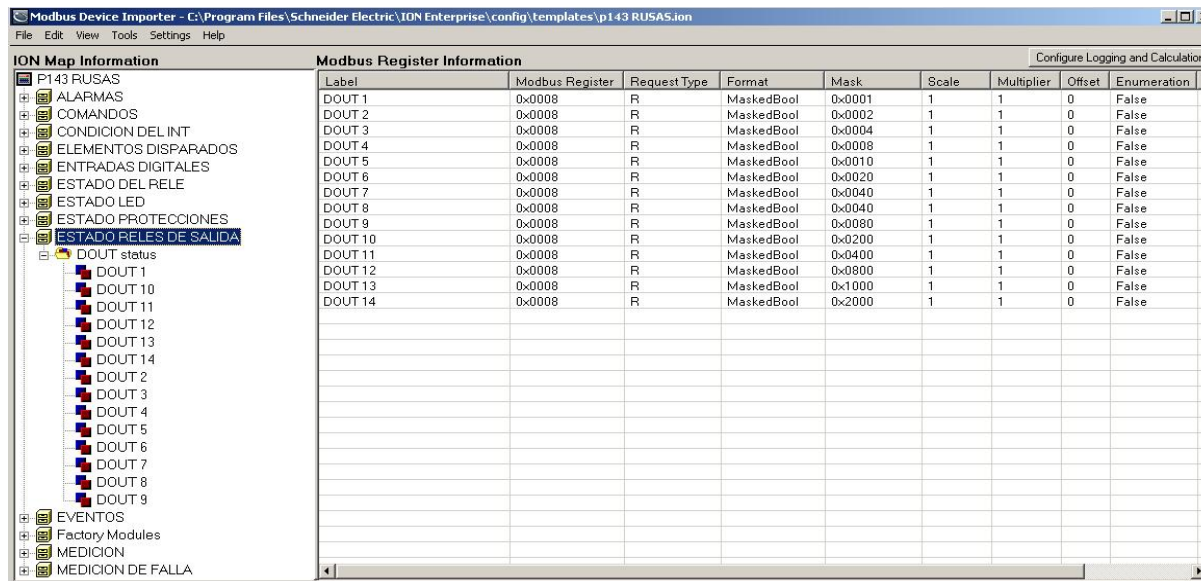 Modbus Device Importer - C:\Program Files\Schneider Electric\ION Enterprise\config\templates\p143 RUSAS.ion
File Edit View Tools Settings Help
ION Map Information
P143 RUSAS
ALARMAS
COMANDOS
CONDICION DEL INT
ELEMENTOS DISPARADOS
ENTRADAS DIGITALES
ESTADO DEL RELE
ESTADO LED
ESTADO PROTECCIONES
ESTADO RELES DE SALIDA
DOUT status
DOUT 1
DOUT 10
DOUT 11
DOUT 12
DOUT 13
DOUT 14
DOUT 2
DOUT 3
DOUT 4
DOUT 5
DOUT 6
DOUT 7
DOUT 8
DOUT 9
EVENTOS
Factory Modules
MEDICION
MEDICION DE FALLA
Modbus Register Information
Configure Logging and Calculation
Label Modbus Register Request Type Format Mask Scale Multiplier Offset Enumeration
DOUT 1 0x0008 R MaskedBool 0x0001 1 1 0 False
DOUT 2 0x0008 R MaskedBool 0x0002 1 1 0 False
DOUT 3 0x0008 R MaskedBool 0x0004 1 1 0 False
DOUT 4 0x0008 R MaskedBool 0x0008 1 1 0 False
DOUT 5 0x0008 R MaskedBool 0x0010 1 1 0 False
DOUT 6 0x0008 R MaskedBool 0x0020 1 1 0 False
DOUT 7 0x0008 R MaskedBool 0x0040 1 1 0 False
DOUT 8 0x0008 R MaskedBool 0x0040 1 1 0 False
DOUT 9 0x0008 R MaskedBool 0x0080 1 1 0 False
DOUT 10 0x0008 R MaskedBool 0x0200 1 1 0 False
DOUT 11 0x0008 R MaskedBool 0x0400 1 1 0 False
DOUT 12 0x0008 R MaskedBool 0x0800 1 1 0 False
DOUT 13 0x0008 R MaskedBool 0x1000 1 1 0 False
DOUT 14 0x0008 R MaskedBool 0x2000 1 1 0 False